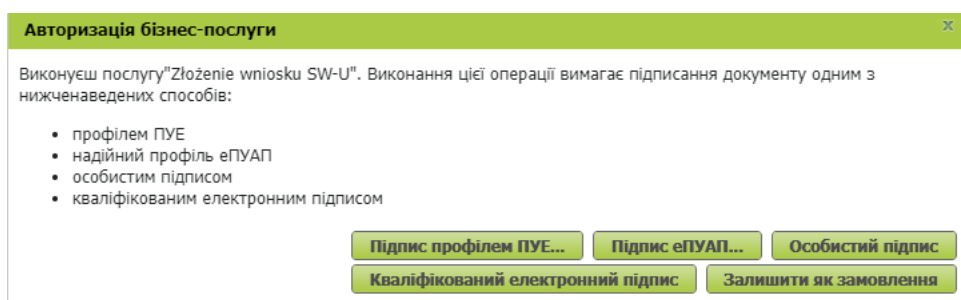 Авторизація бізнес-послуги x
Виконуєш послугу"Złożenie wniosku SW-U". Виконання цієї операції вимагає підписання документу одним з
нижченаведених способів:
• профілем ПУЕ
• надійний профіль еПУАП
• особистим підписом
• кваліфікованим електронним підписом
Підпис профілем ПУЕ... Підпис еПУАП... Особистий підпис
Кваліфікований електронний підпис Залишити як замовлення